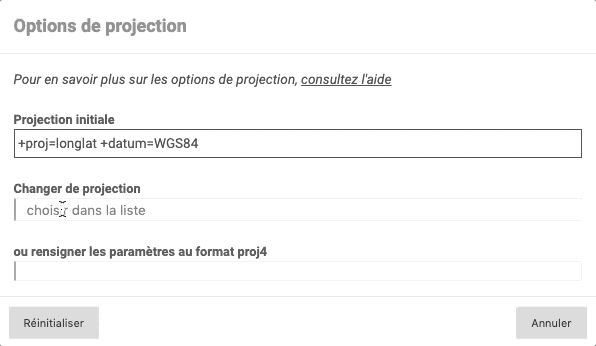 Options de projection
Pour en savoir plus sur les options de projection, consultez l'aide
Projection initiale
+proj=longlat +datum=WGS84
Changer de projection
choisir dans la liste
ou rensigner les paramètres au format proj4
Réinitialiser
Annuler